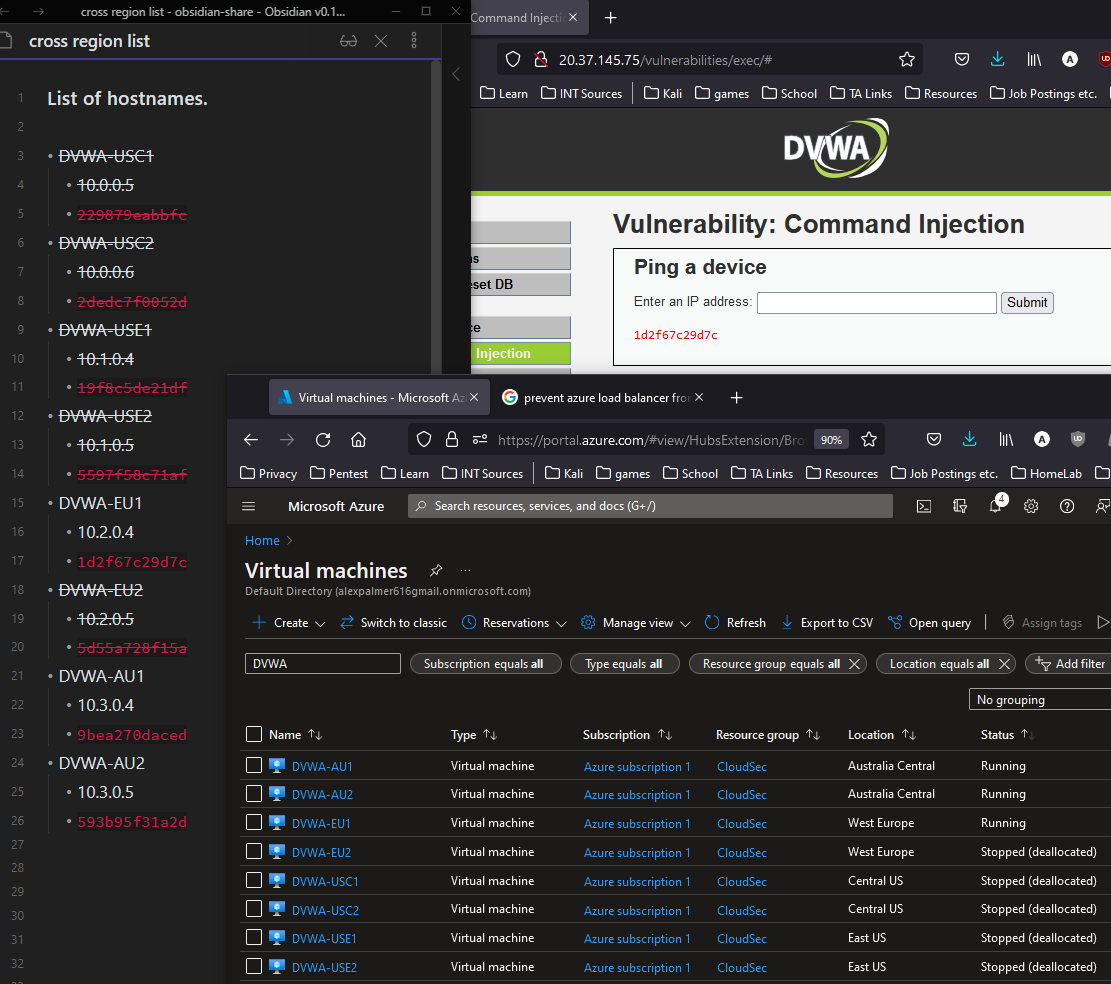 cross region list - obsidian-share - Obsidian v0.1...
cross region list
1 List of hostnames.
2
3 • DVWA-USC1
4 • 10.0.0.5
5 • 229879eabbfc
6 • DVWA-USC2
7 • 10.0.0.6
8 • 2dedc7f0052d
9 • DVWA-USE1
10 • 10.1.0.4
11 • 19f8c5de21df
12 • DVWA-USE2
13 • 10.1.0.5
14 • 5597f58c71af
15 • DVWA-EU1
16 • 10.2.0.4
17 • 1d2f67c29d7c
18 • DVWA-EU2
19 • 10.2.0.5
20 • 5d55a728f15a
21 • DVWA-AU1
22 • 10.3.0.4
23 • 9bea270daced
24 • DVWA-AU2
25 • 10.3.0.5
26 • 593b95f31a2d
27
28
29
30
31
32
Command Injecti
20.37.145.75/vulnerabilities/exec/#
A
UD
Learn INT Sources Kali games School TA Links Resources Job Postings etc.
DVWA
Vulnerability: Command Injection
Ping a device
Enter an IP address: Submit
1d2f67c29d7c
ns
eset DB
ce
Injection
Virtual machines - Microsoft Az
prevent azure load balancer fron
https://portal.azure.com/#view/HubsExtension/Bro 90%
A
UD
Privacy Pentest Learn INT Sources Kali games School TA Links Resources Job Postings etc. HomeLab
Microsoft Azure Search resources, services, and docs (G+/) 4
Home >
Virtual machines ...
Default Directory (alexpalmer616gmail.onmicrosoft.com)
Create Switch to classic Reservations Manage view Refresh Export to CSV Open query Assign tags
DVWA Subscription equals all Type equals all Resource group equals all Location equals all Add filter
No grouping
Name ↑↓ Type ↑↓ Subscription ↑↓ Resource group ↑↓ Location ↑↓ Status ↑↓
DVWA-AU1 Virtual machine Azure subscription 1 CloudSec Australia Central Running
DVWA-AU2 Virtual machine Azure subscription 1 CloudSec Australia Central Running
DVWA-EU1 Virtual machine Azure subscription 1 CloudSec West Europe Running
DVWA-EU2 Virtual machine Azure subscription 1 CloudSec West Europe Stopped (deallocated)
DVWA-USC1 Virtual machine Azure subscription 1 CloudSec Central US Stopped (deallocated)
DVWA-USC2 Virtual machine Azure subscription 1 CloudSec Central US Stopped (deallocated)
DVWA-USE1 Virtual machine Azure subscription 1 CloudSec East US Stopped (deallocated)
DVWA-USE2 Virtual machine Azure subscription 1 CloudSec East US Stopped (deallocated)